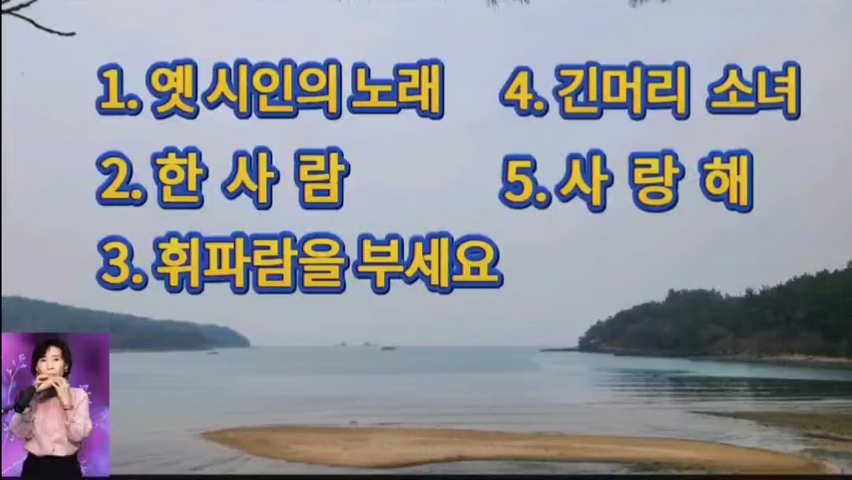 1. 옛 시인의 노래
2. 한 사 람
3. 휘파람을 부세요
4. 긴머리 소녀
5. 사 랑 해